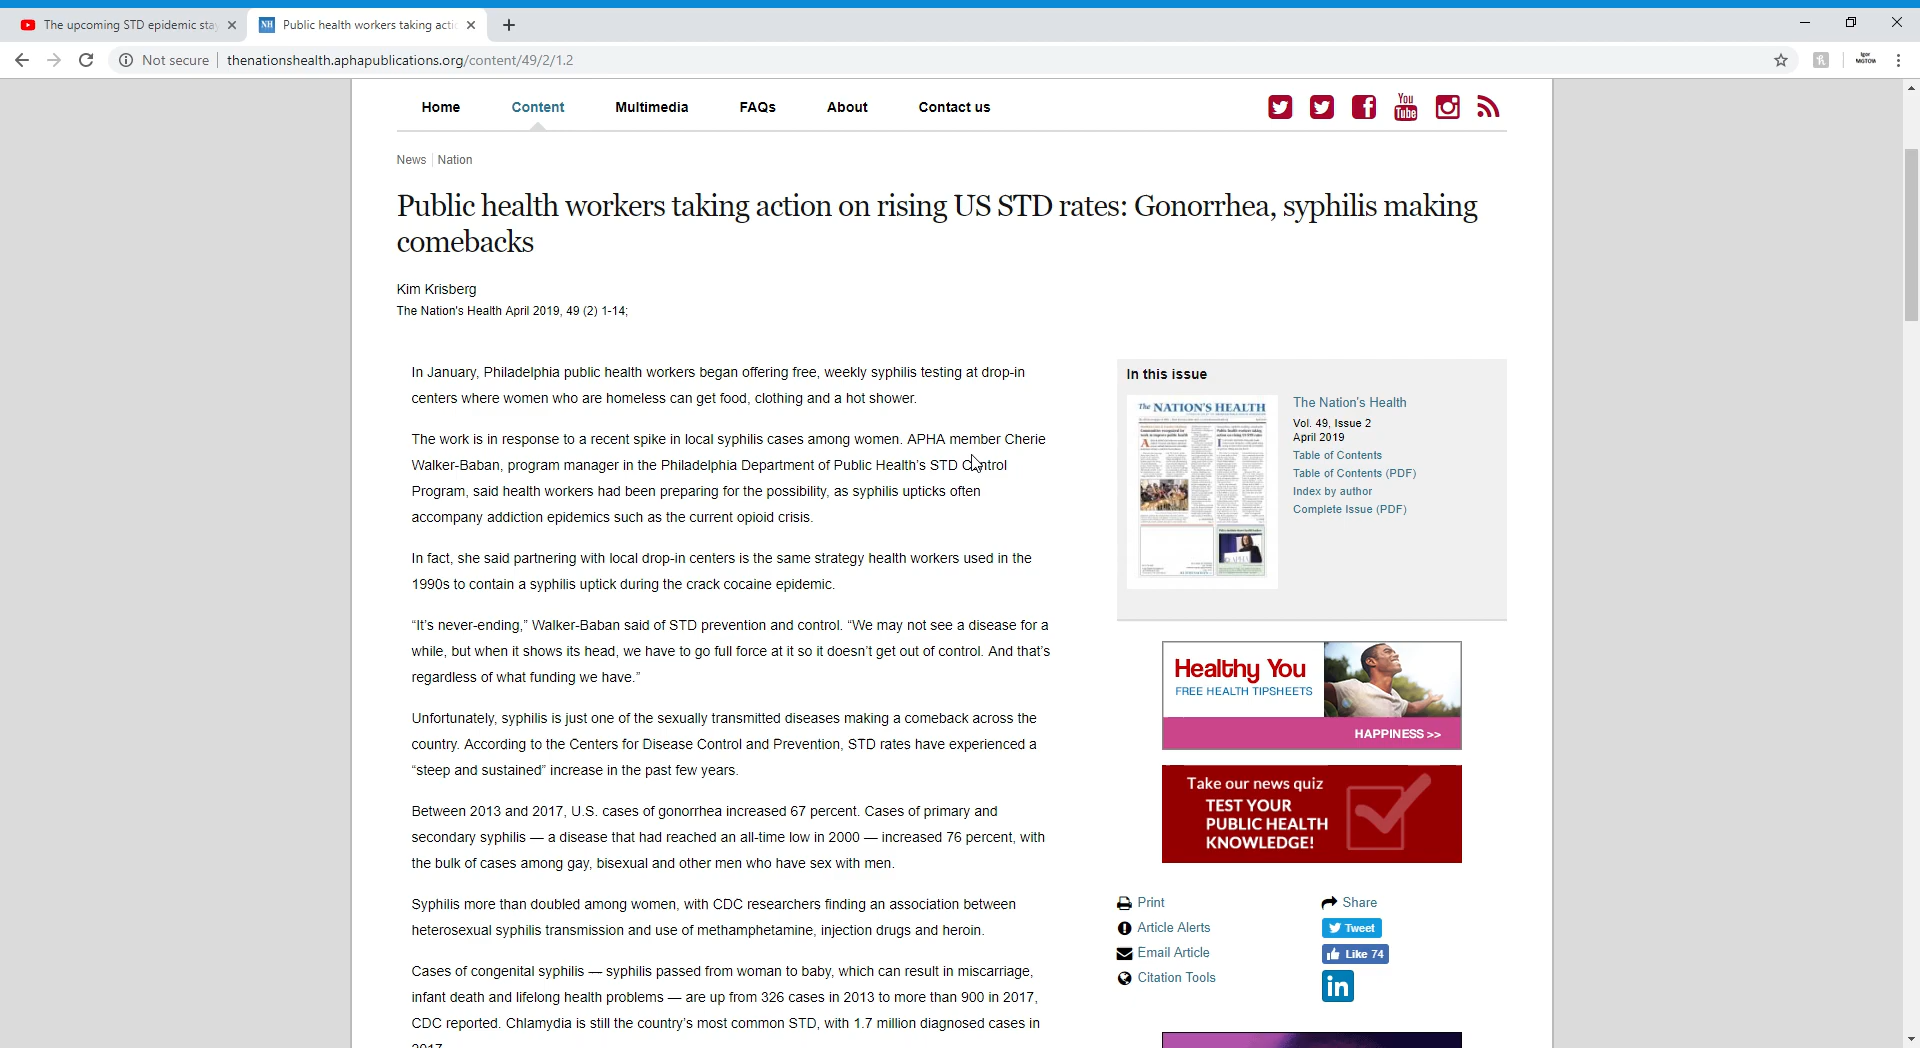 The upcoming STD epidemic sta
Public health workers taking acti
Not secure
thenationshealth.aphapublications.org/content/49/2/1.2
Igor
MGTOW
Home
Content
Multimedia
FAQs
About
Contact us
You
Tube
News
Nation
Public health workers taking action on rising US STD rates: Gonorrhea, syphilis making
comebacks
Kim Krisberg
The Nation's Health April 2019, 49 (2) 1-14;
In January, Philadelphia public health workers began offering free, weekly syphilis testing at drop-in
centers where women who are homeless can get food, clothing and a hot shower.
The work is in response to a recent spike in local syphilis cases among women. APHA member Cherie
Walker-Baban, program manager in the Philadelphia Department of Public Health's STD Control
Program, said health workers had been preparing for the possibility, as syphilis upticks often
accompany addiction epidemics such as the current opioid crisis.
In fact, she said partnering with local drop-in centers is the same strategy health workers used in the
1990s to contain a syphilis uptick during the crack cocaine epidemic.
“It's never-ending,” Walker-Baban said of STD prevention and control. “We may not see a disease for a
while, but when it shows its head, we have to go full force at it so it doesn't get out of control. And that's
regardless of what funding we have.”
Unfortunately, syphilis is just one of the sexually transmitted diseases making a comeback across the
country. According to the Centers for Disease Control and Prevention, STD rates have experienced a
“steep and sustained” increase in the past few years.
Between 2013 and 2017, U.S. cases of gonorrhea increased 67 percent. Cases of primary and
secondary syphilis — a disease that had reached an all-time low in 2000 — increased 76 percent, with
the bulk of cases among gay, bisexual and other men who have sex with men.
Syphilis more than doubled among women, with CDC researchers finding an association between
heterosexual syphilis transmission and use of methamphetamine, injection drugs and heroin.
Cases of congenital syphilis — syphilis passed from woman to baby, which can result in miscarriage,
infant death and lifelong health problems — are up from 326 cases in 2013 to more than 900 in 2017,
CDC reported. Chlamydia is still the country's most common STD, with 1.7 million diagnosed cases in
2017.
In this issue
The NATION'S HEALTH
The Nation's Health
Vol. 49, Issue 2
April 2019
Table of Contents
Table of Contents (PDF)
Index by author
Complete Issue (PDF)
Healthy You
FREE HEALTH TIPSHEETS
HAPPINESS >>
Take our news quiz
TEST YOUR
PUBLIC HEALTH
KNOWLEDGE!
Print
Article Alerts
Email Article
Citation Tools
Share
Tweet
Like 74
in